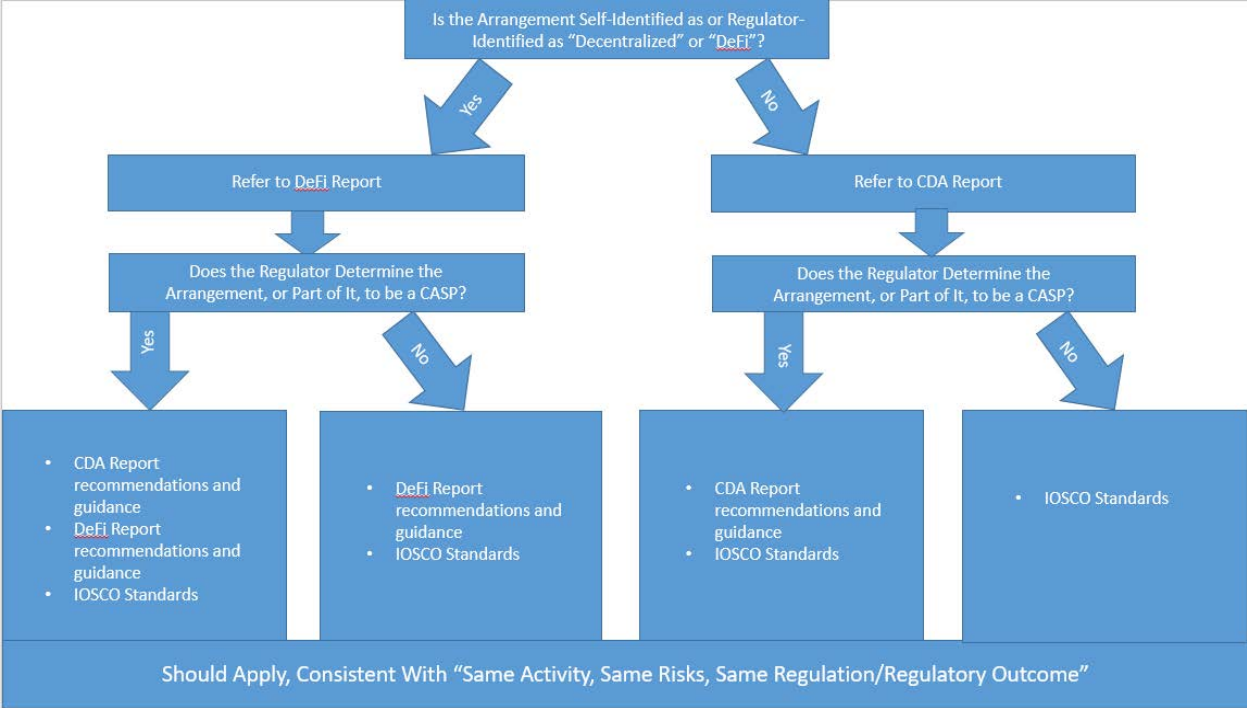 Is the Arrangement Self-Identified as or Regulator-
Identified as “Decentralized” or “DeFi”?
Yes
No
Refer to DeFi Report
Refer to CDA Report
Does the Regulator Determine the
Arrangement, or Part of It, to be a CASP?
Does the Regulator Determine the
Arrangement, or Part of It, to be a CASP?
Yes
No
Yes
No
• CDA Report
recommendations and
guidance
• DeFi Report
recommendations and
guidance
• IOSCO Standards
• DeFi Report
recommendations and
guidance
• IOSCO Standards
• CDA Report
recommendations and
guidance
• IOSCO Standards
• IOSCO Standards
Should Apply, Consistent With “Same Activity, Same Risks, Same Regulation/Regulatory Outcome”